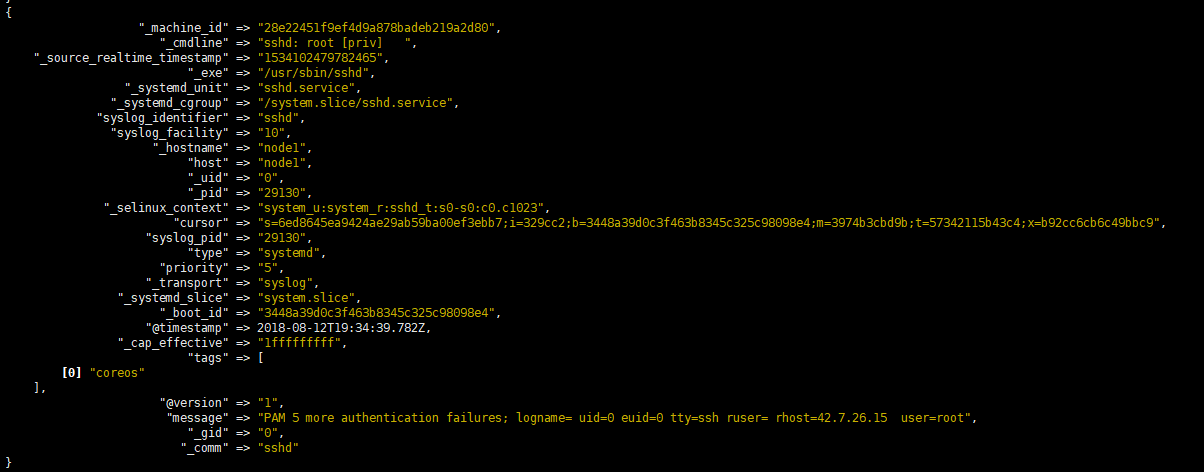 }
{
"_machine_id" => "28e22451f9ef4d9a878badeb219a2d80",
"_cmdline" => "sshd: root [priv]   ",
"_source_realtime_timestamp" => "1534102479782465",
"_exe" => "/usr/sbin/sshd",
"_systemd_unit" => "sshd.service",
"_systemd_cgroup" => "/system.slice/sshd.service",
"syslog_identifier" => "sshd",
"syslog_facility" => "10",
"_hostname" => "node1",
"host" => "node1",
"_uid" => "0",
"_pid" => "29130",
"_selinux_context" => "system_u:system_r:sshd_t:s0-s0:c0.c1023",
"cursor" => "s=6ed8645ea9424ae29ab59ba00ef3ebb7;i=329cc2;b=3448a39d0c3f463b8345c325c98098e4;m=3974b3cbd9b;t=57342115b43c4;x=b92cc6cb6c49bbc9",
"syslog_pid" => "29130",
"type" => "systemd",
"priority" => "5",
"_transport" => "syslog",
"_systemd_slice" => "system.slice",
"_boot_id" => "3448a39d0c3f463b8345c325c98098e4",
"@timestamp" => 2018-08-12T19:34:39.782Z,
"_cap_effective" => "1fffffffff",
"tags" => [
[0] "coreos"
],
"@version" => "1",
"message" => "PAM 5 more authentication failures; logname= uid=0 euid=0 tty=ssh ruser= rhost=42.7.26.15  user=root",
"_gid" => "0",
"_comm" => "sshd"
}